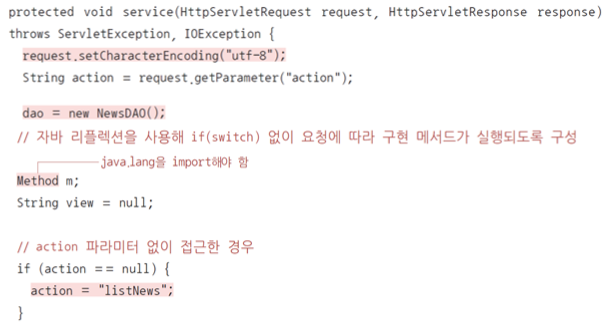 protected void service(HttpServletRequest request, HttpServletResponse response)
throws ServletException, IOException {
request.setCharacterEncoding("utf-8");
String action = request.getParameter("action");
dao = new NewsDAO();
// 자바 리플렉션을 사용해 if(switch) 없이 요청에 따라 구현 메서드가 실행되도록 구성
java.lang을 import해야 함
Method m;
String view = null;
// action 파라미터 없이 접근한 경우
if (action == null) {
action = "listNews";
}